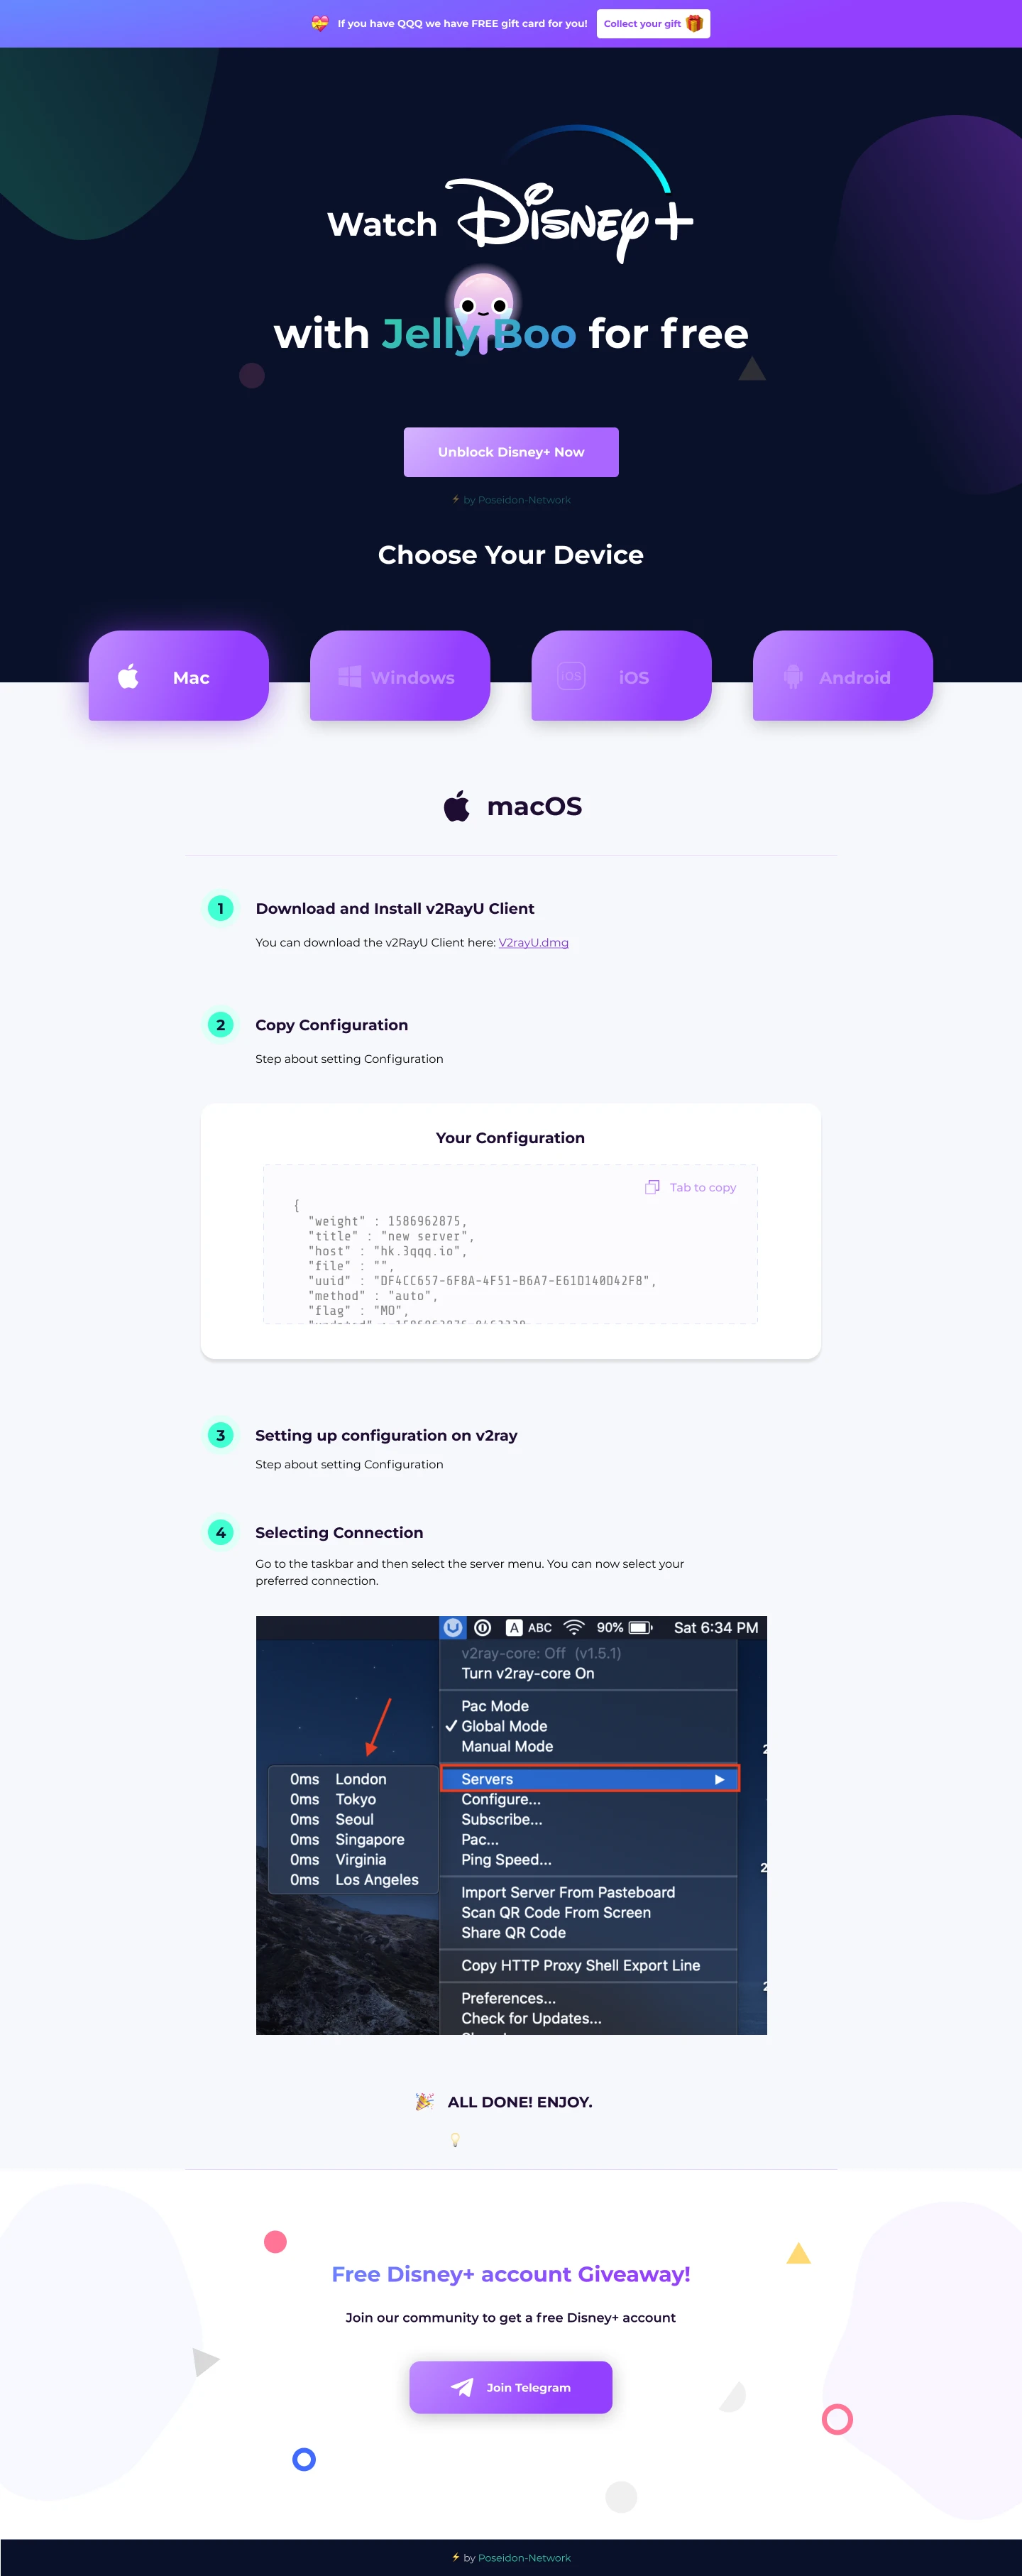 If you have QQQ we have FREE gift card for you!
Collect your gift
Watch Disney+
with Jelly Boo for free
Unblock Disney+ Now
by Poseidon-Network
Choose Your Device
Mac
Windows
iOS
iOS
Android
macOS
1
Download and Install v2RayU Client
You can download the v2RayU Client here: V2rayU.dmg
2
Copy Configuration
Step about setting Configuration
Your Configuration
Tab to copy
{
"weight" : 1586962875,
"title" : "new server",
"host" : "hk.3qqq.io",
"file" : "",
"uuid" : "DF4CC657-6F8A-4F51-B6A7-E61D140D42F8",
"method" : "auto",
"flag" : "MO",
3
Setting up configuration on v2ray
Step about setting Configuration
4
Selecting Connection
Go to the taskbar and then select the server menu. You can now select your
preferred connection.
A ABC 90% Sat 6:34 PM
v2ray-core: Off (v1.5.1)
Turn v2ray-core On
Pac Mode
Global Mode
Manual Mode
Servers
Configure...
Subscribe...
Pac...
Ping Speed...
0ms London
0ms Tokyo
0ms Seoul
0ms Singapore
0ms Virginia
0ms Los Angeles
Import Server From Pasteboard
Scan QR Code From Screen
Share QR Code
Copy HTTP Proxy Shell Export Line
Preferences...
Check for Updates...
ALL DONE! ENJOY.
Free Disney+ account Giveaway!
Join our community to get a free Disney+ account
Join Telegram
by Poseidon-Network